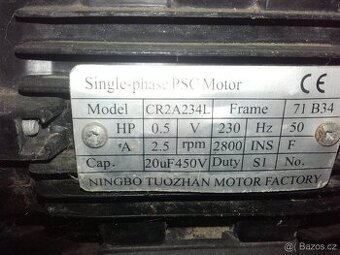 Single-phase PSC Motor CE
Model CR2A234L Frame 71 B34
HP 0.5 V 230 Hz 50
A 2.5 rpm 2800 INS F
Cap. 20uF450V Duty S1 No.
NINGBO TUOZHAN MOTOR FACTORY
Bazos.cz